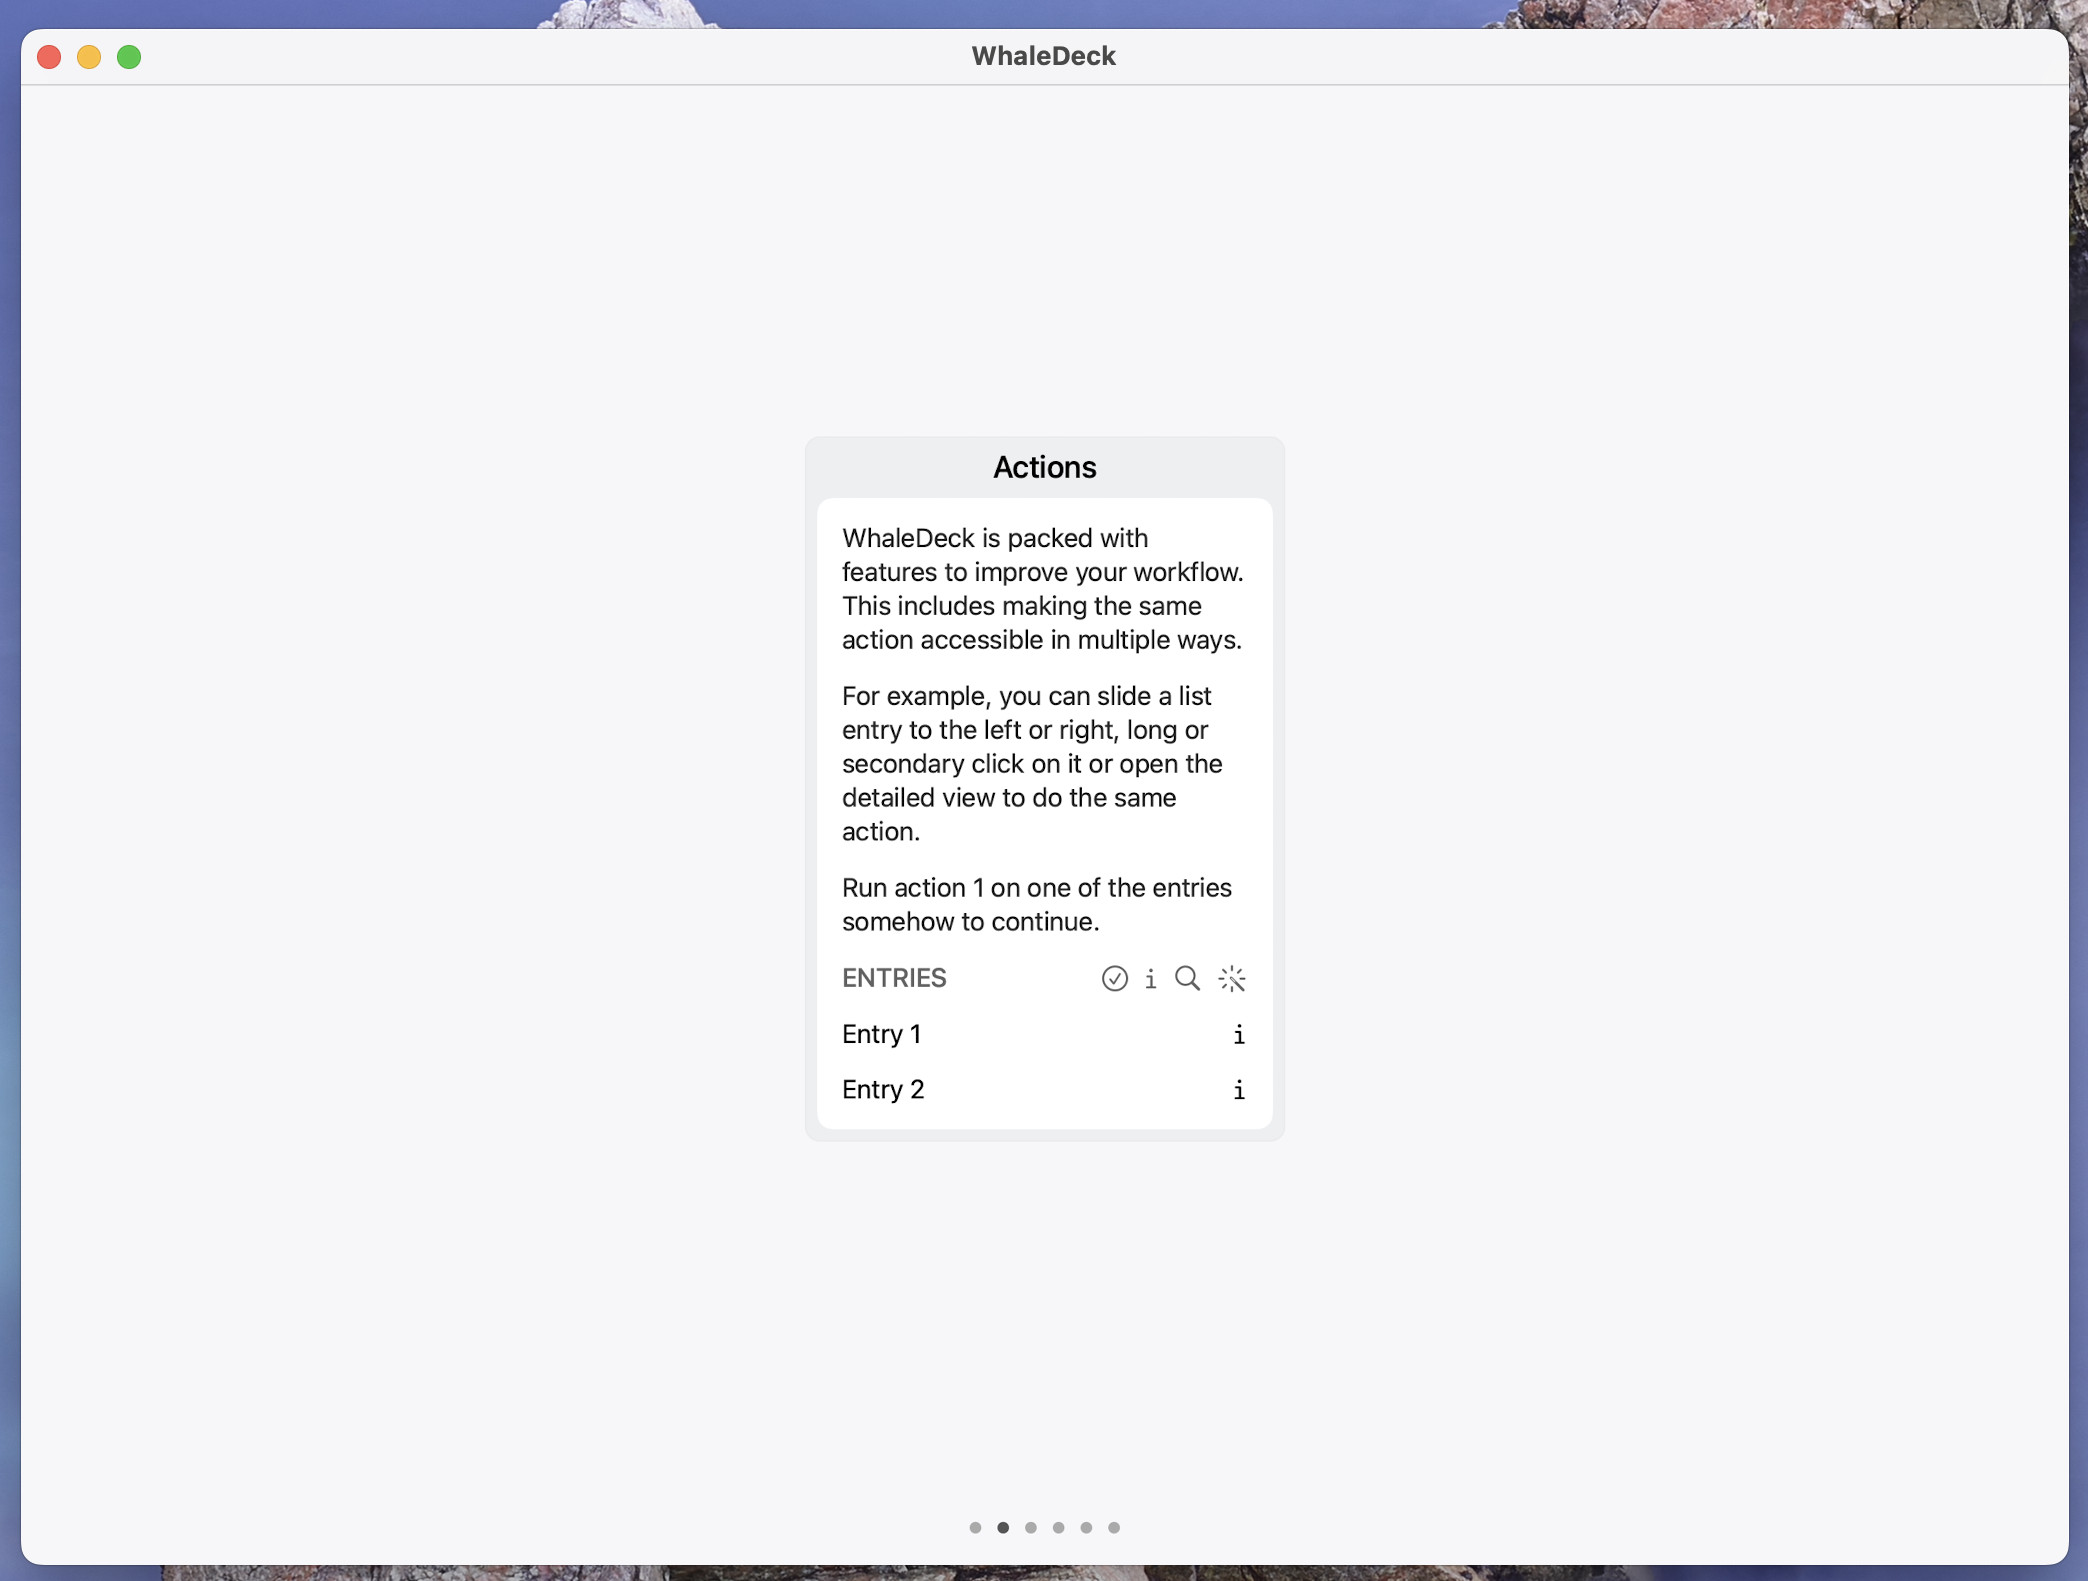 WhaleDeck
Actions
WhaleDeck is packed with
features to improve your workflow.
This includes making the same
action accessible in multiple ways.
For example, you can slide a list
entry to the left or right, long or
secondary click on it or open the
detailed view to do the same
action.
Run action 1 on one of the entries
somehow to continue.
ENTRIES i
Entry 1 i
Entry 2 i